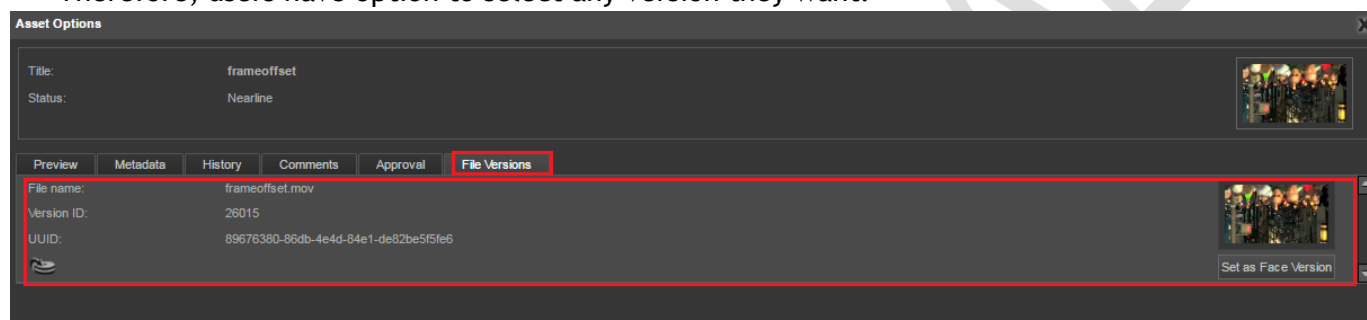 Therefore, users have option to select any version they want.
Asset Options
Title: frameoffset
Status: Nearline
Preview Metadata History Comments Approval File Versions
File name: frameoffset.mov
Version ID: 26015
UUID: 89676380-86db-4e4d-84e1-de82be5f5fe6
Set as Face Version